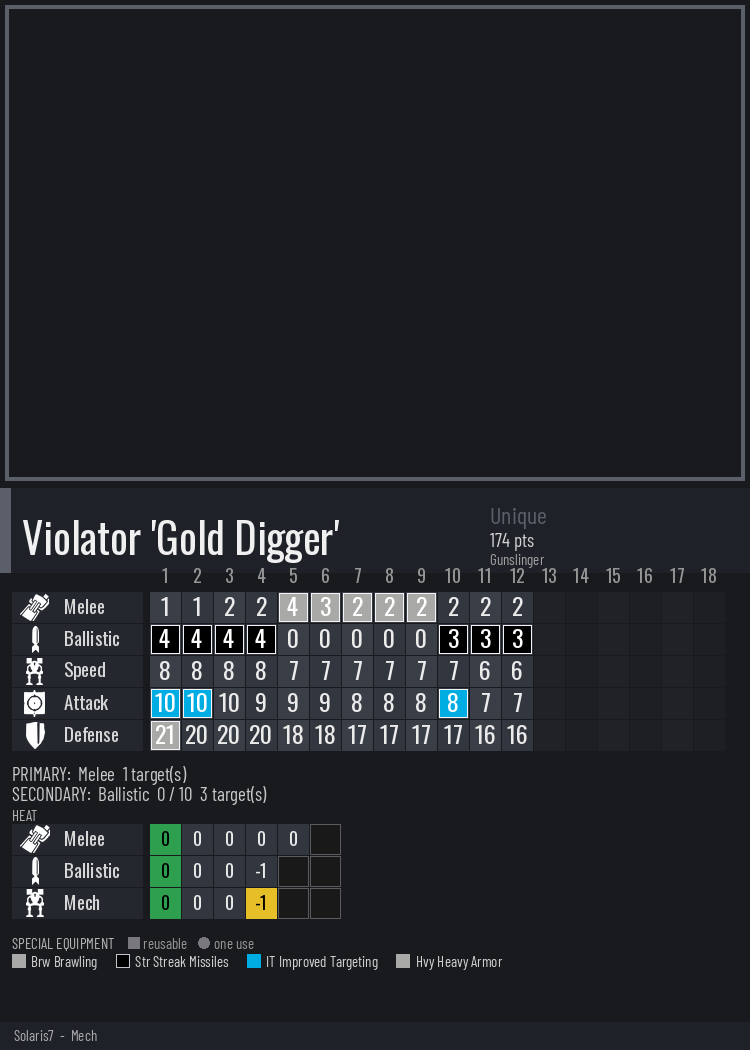 Violator 'Gold Digger'
Unique
174 pts
Gunslinger
1 2 3 4 5 6 7 8 9 10 11 12 13 14 15 16 17 18
Melee 1 1 2 2 4 3 2 2 2 2 2 2
Ballistic 4 4 4 4 0 0 0 0 0 3 3 3
Speed 8 8 8 8 7 7 7 7 7 7 6 6
Attack 10 10 10 9 9 9 8 8 8 8 7 7
Defense 21 20 20 20 18 18 17 17 17 17 16 16
PRIMARY: Melee 1 target(s)
SECONDARY: Ballistic 0 / 10 3 target(s)
HEAT
Melee 0 0 0 0 0
Ballistic 0 0 0 -1
Mech 0 0 0 -1
SPECIAL EQUIPMENT reusable one use
Brw Brawling Str Streak Missiles IT Improved Targeting Hvy Heavy Armor
Solaris7 - Mech